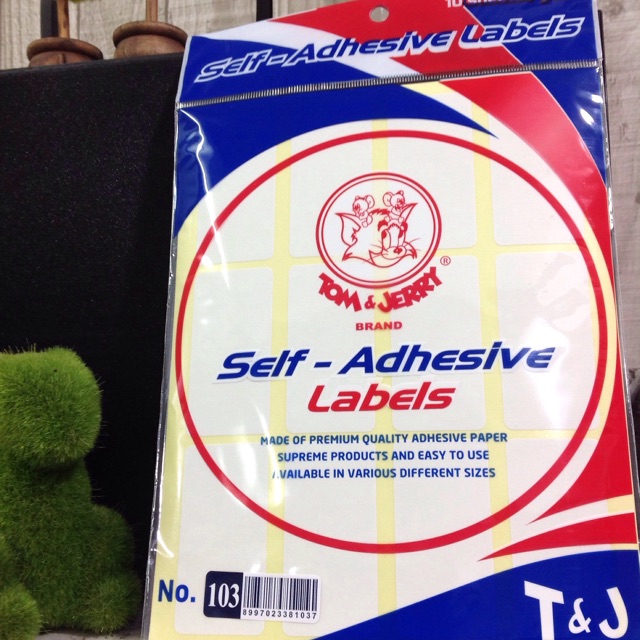 10
Self - Adhesive Labels
TOM & JERRY ®
BRAND
Self - Adhesive
Labels
MADE OF PREMIUM QUALITY ADHESIVE PAPER
SUPREME PRODUCTS AND EASY TO USE
AVAILABLE IN VARIOUS DIFFERENT SIZES
No. 103
8997023381037
T&J